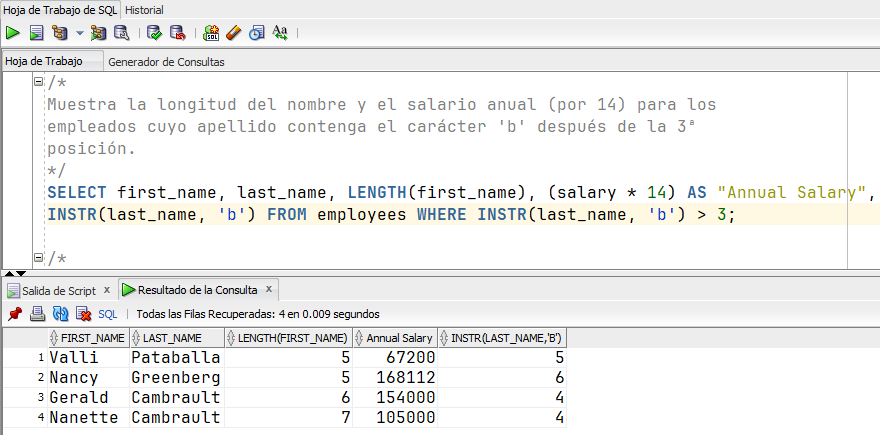 Hoja de Trabajo de SQL Historial
SQL Aa
Hoja de Trabajo Generador de Consultas
/*
Muestra la longitud del nombre y el salario anual (por 14) para los
empleados cuyo apellido contenga el carácter 'b' después de la 3ª
posición.
*/
SELECT first_name, last_name, LENGTH(first_name), (salary * 14) AS "Annual Salary",
INSTR(last_name, 'b') FROM employees WHERE INSTR(last_name, 'b') > 3;
/*
Salida de Script x Resultado de la Consulta x
SQL Todas las Filas Recuperadas: 4 en 0.009 segundos
FIRST_NAME LAST_NAME LENGTH(FIRST_NAME) Annual Salary INSTR(LAST_NAME,'B')
1 Valli Pataballa 5 67200 5
2 Nancy Greenberg 5 168112 6
3 Gerald Cambrault 6 154000 4
4 Nanette Cambrault 7 105000 4